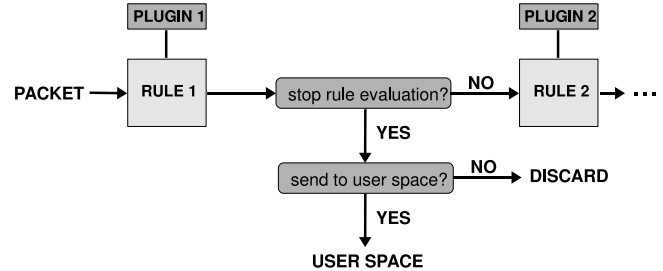 PLUGIN 1
PLUGIN 2
PACKET
RULE 1
stop rule evaluation?
NO
RULE 2
YES
send to user space?
NO
DISCARD
YES
USER SPACE